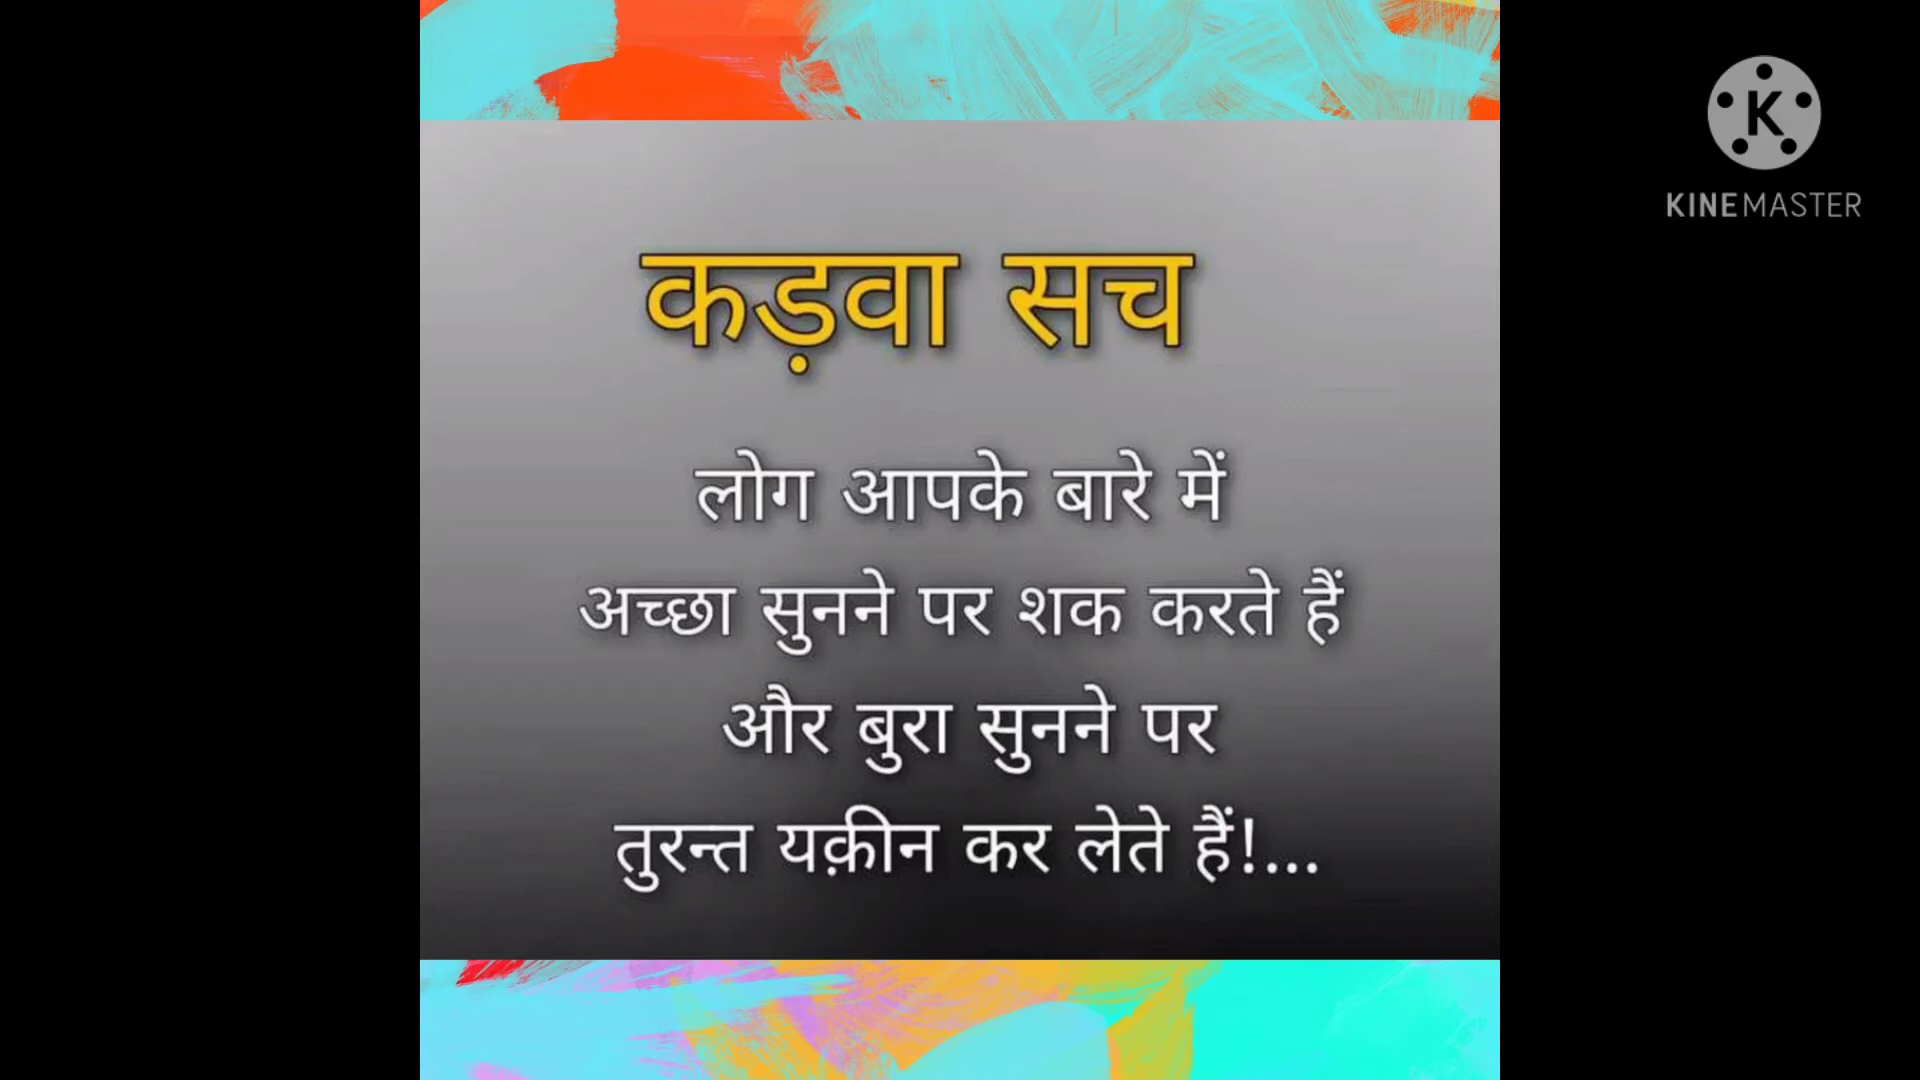 कड़वा सच
लोग आपके बारे में
अच्छा सुनने पर शक करते हैं
और बुरा सुनने पर
तुरन्त यक़ीन कर लेते हैं!...
K
KINEMASTER